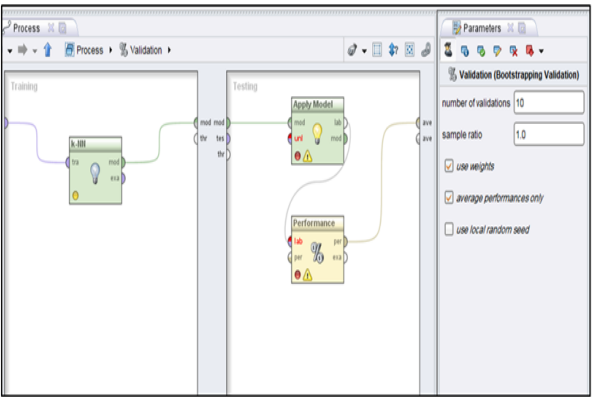 Process
Process Validation
Training
mod mod
thr tes
thr
k-NN
tra mod
exa
Testing
Apply Model
mod lab
unl mod
Performance
lab per
per exa
ave
ave
Parameters
Validation (Bootstrapping Validation)
number of validations 10
sample ratio 1.0
use weights
average performances only
use local random seed